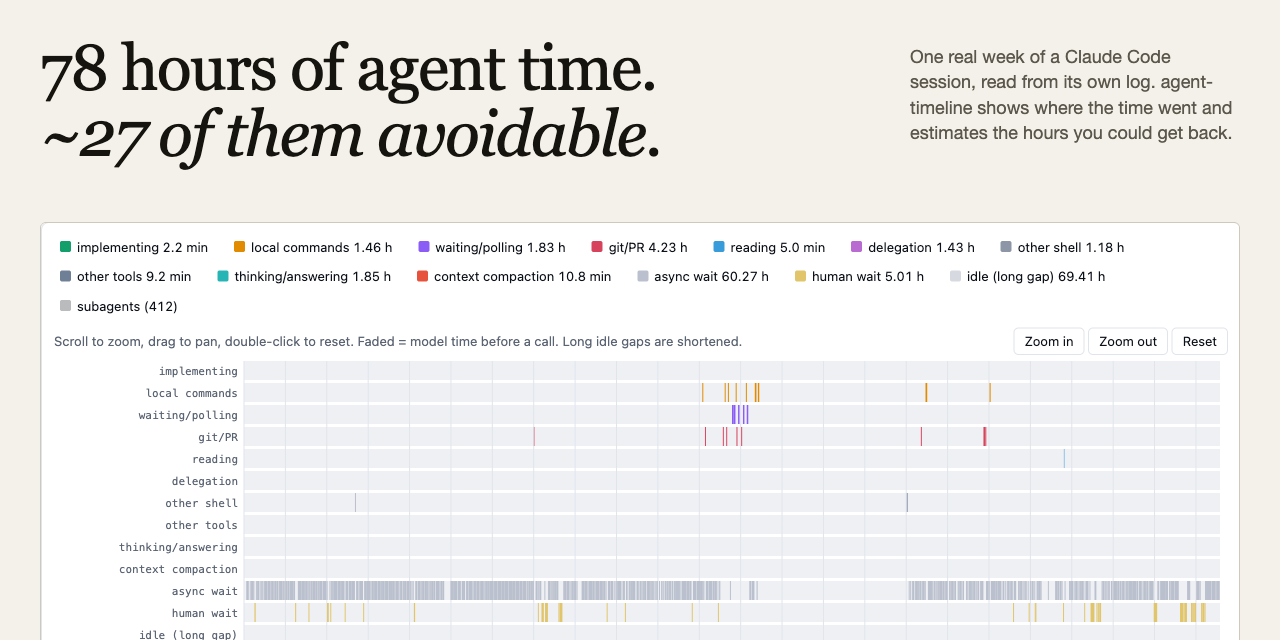 78 hours of agent time.
~27 of them avoidable.
One real week of a Claude Code
session, read from its own log. agent-
timeline shows where the time went and
estimates the hours you could get back.
implementing 2.2 min local commands 1.46 h waiting/polling 1.83 h git/PR 4.23 h reading 5.0 min delegation 1.43 h other shell 1.18 h
other tools 9.2 min thinking/answering 1.85 h context compaction 10.8 min async wait 60.27 h human wait 5.01 h idle (long gap) 69.41 h
subagents (412)
Scroll to zoom, drag to pan, double-click to reset. Faded = model time before a call. Long idle gaps are shortened. Zoom in Zoom out Reset
implementing
local commands
waiting/polling
git/PR
reading
delegation
other shell
other tools
thinking/answering
context compaction
async wait
human wait
idle (long gap)